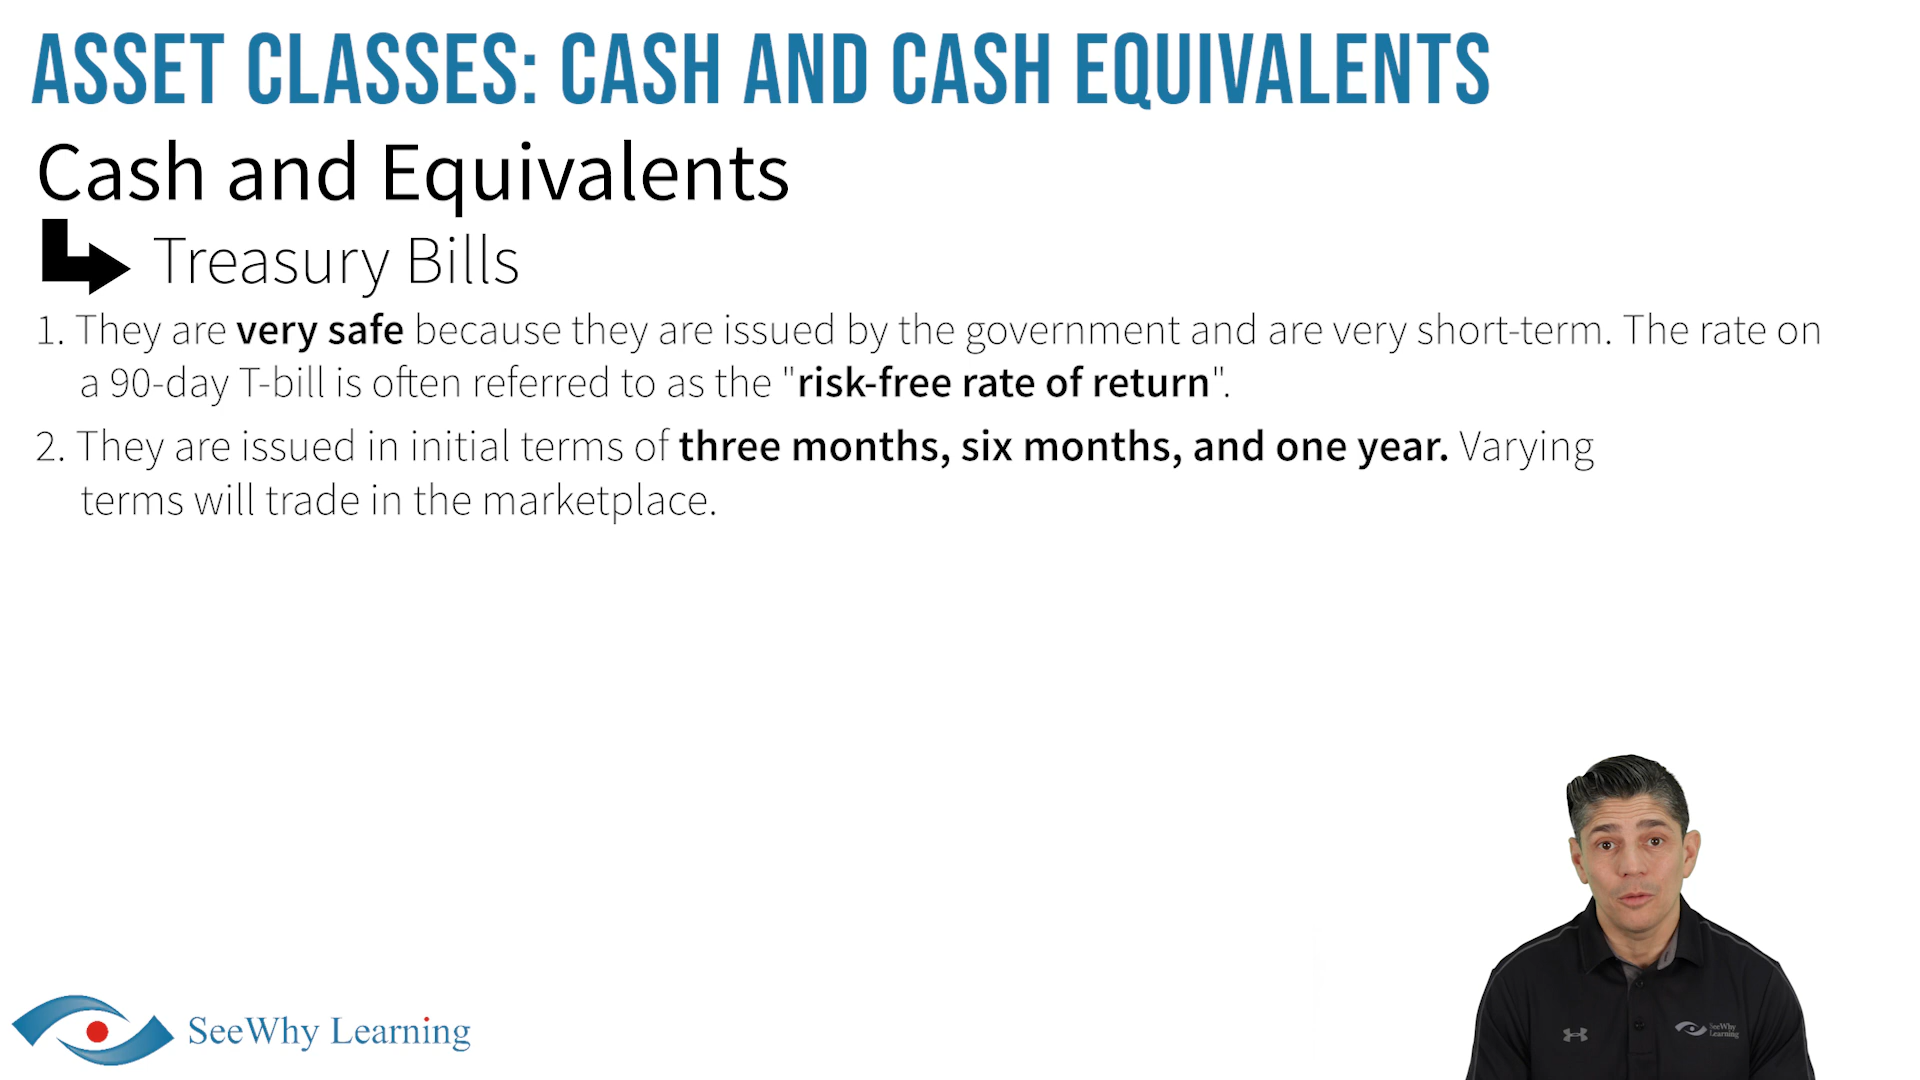 ASSET CLASSES: CASH AND CASH EQUIVALENTS
Cash and Equivalents
Treasury Bills
1. They are very safe because they are issued by the government and are very short-term. The rate on
a 90-day T-bill is often referred to as the "risk-free rate of return".
2. They are issued in initial terms of three months, six months, and one year. Varying
terms will trade in the marketplace.
SeeWhy Learning
SeeWhy
Learning